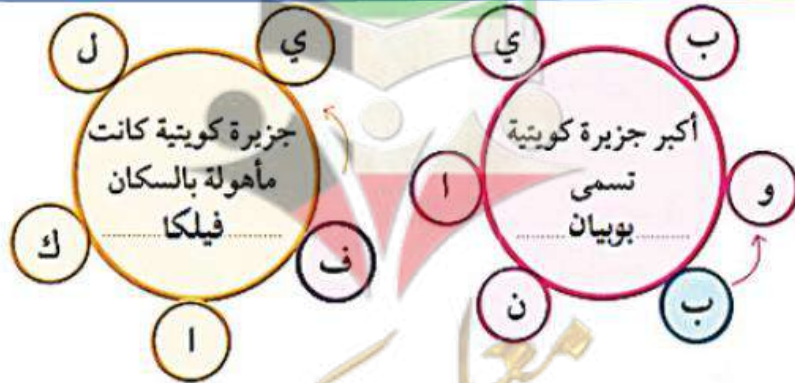 ب
ي
أكبر جزيرة كويتية
تسمى
بوبيان
و
ا
ب
ن
ي
ل
جزيرة كويتية كانت
مأهولة بالسكان
فيلكا
ف
ك
ا